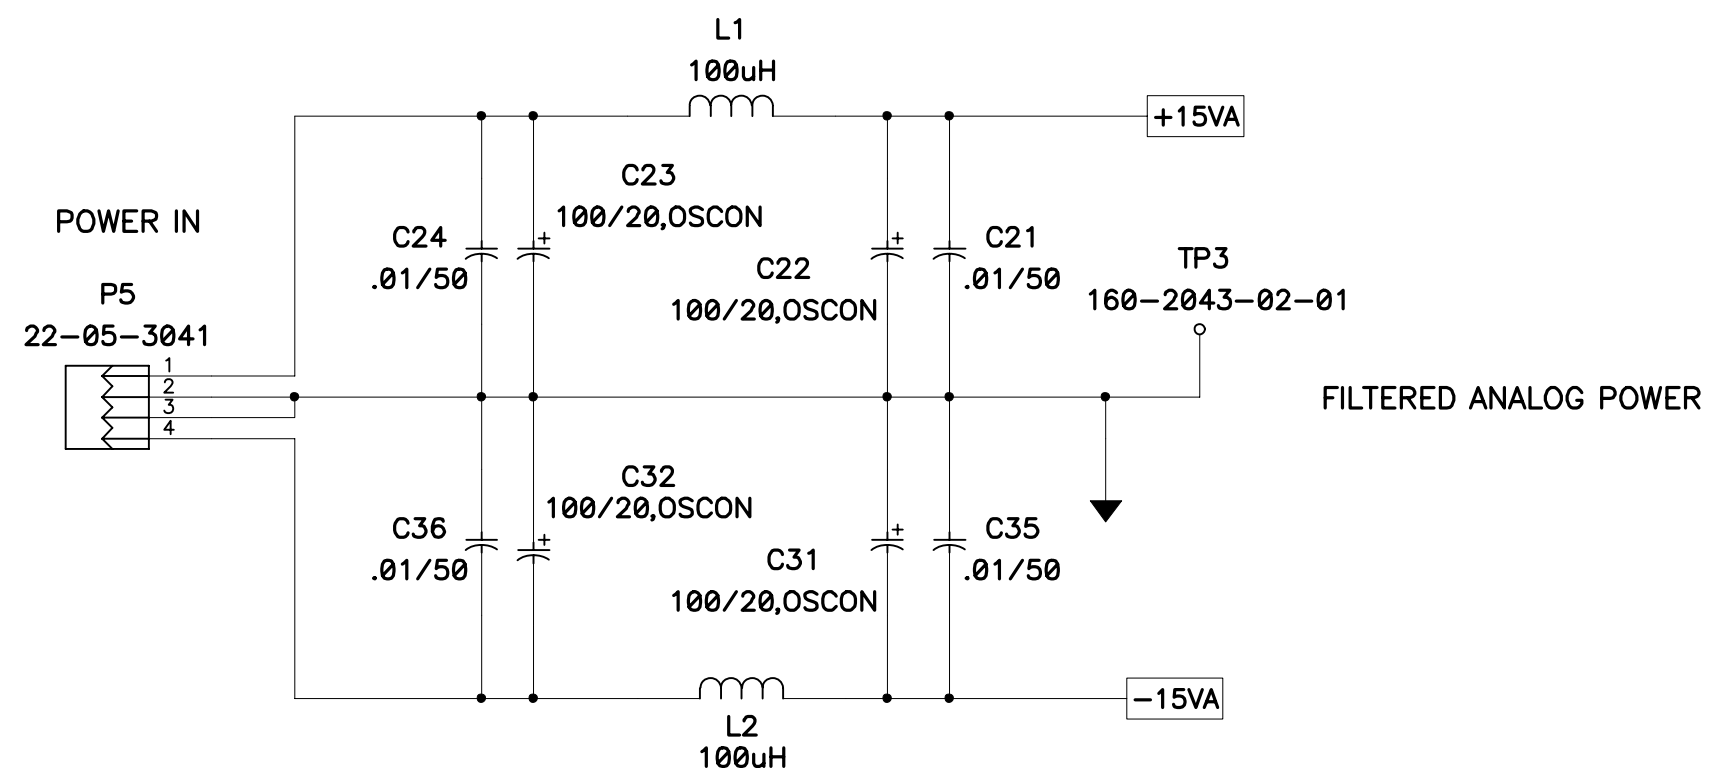 L1
100uH
+15VA
C23
100/20,OSCON
POWER IN
+
C24
.01/50
+
C21
.01/50
C22
100/20,OSCON
TP3
160-2043-02-01
P5
22-05-3041
1
2
3
4
FILTERED ANALOG POWER
C32
100/20,OSCON
+
C36
.01/50
+
C35
.01/50
C31
100/20,OSCON
-15VA
L2
100uH